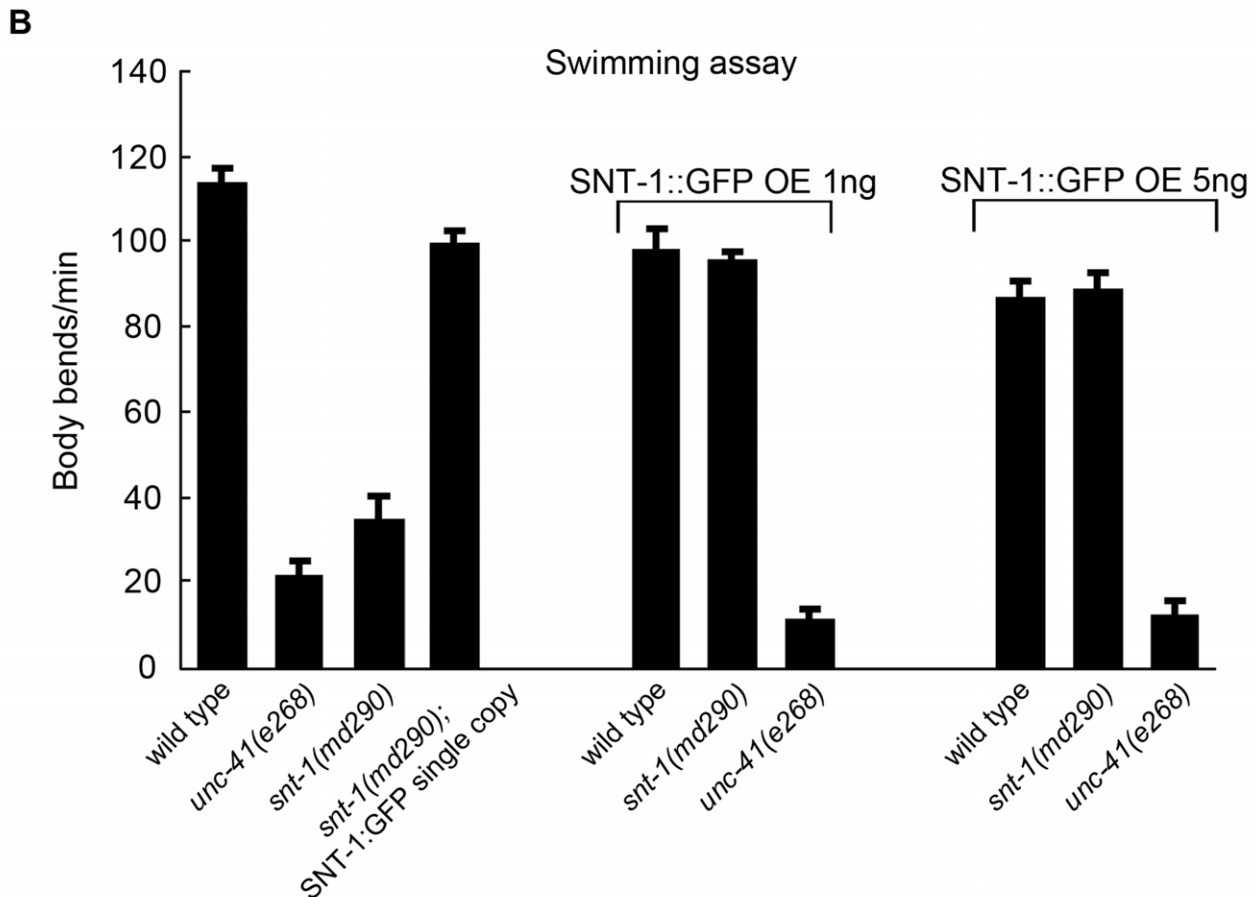 B
Swimming assay
SNT-1::GFP OE 1ng
SNT-1::GFP OE 5ng
Body bends/min
140
120
100
80
60
40
20
0
wild type
unc-41(e268)
snt-1(md290)
snt-1(md290);
SNT-1:GFP single copy
wild type
snt-1(md290)
unc-41(e268)
wild type
snt-1(md290)
unc-41(e268)